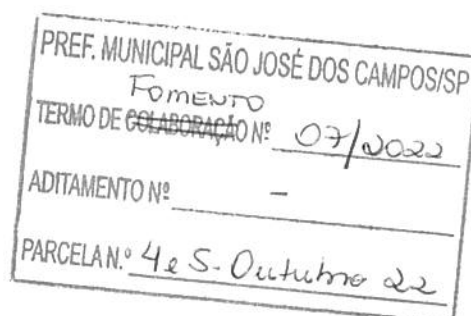 PREF. MUNICIPAL SÃO JOSÉ DOS CAMPOS/SP
FOMENTO
TERMO DE COLABORAÇÃO Nº 07/2022
ADITAMENTO Nº -
PARCELA N.º 4 e 5 - Outubro 22